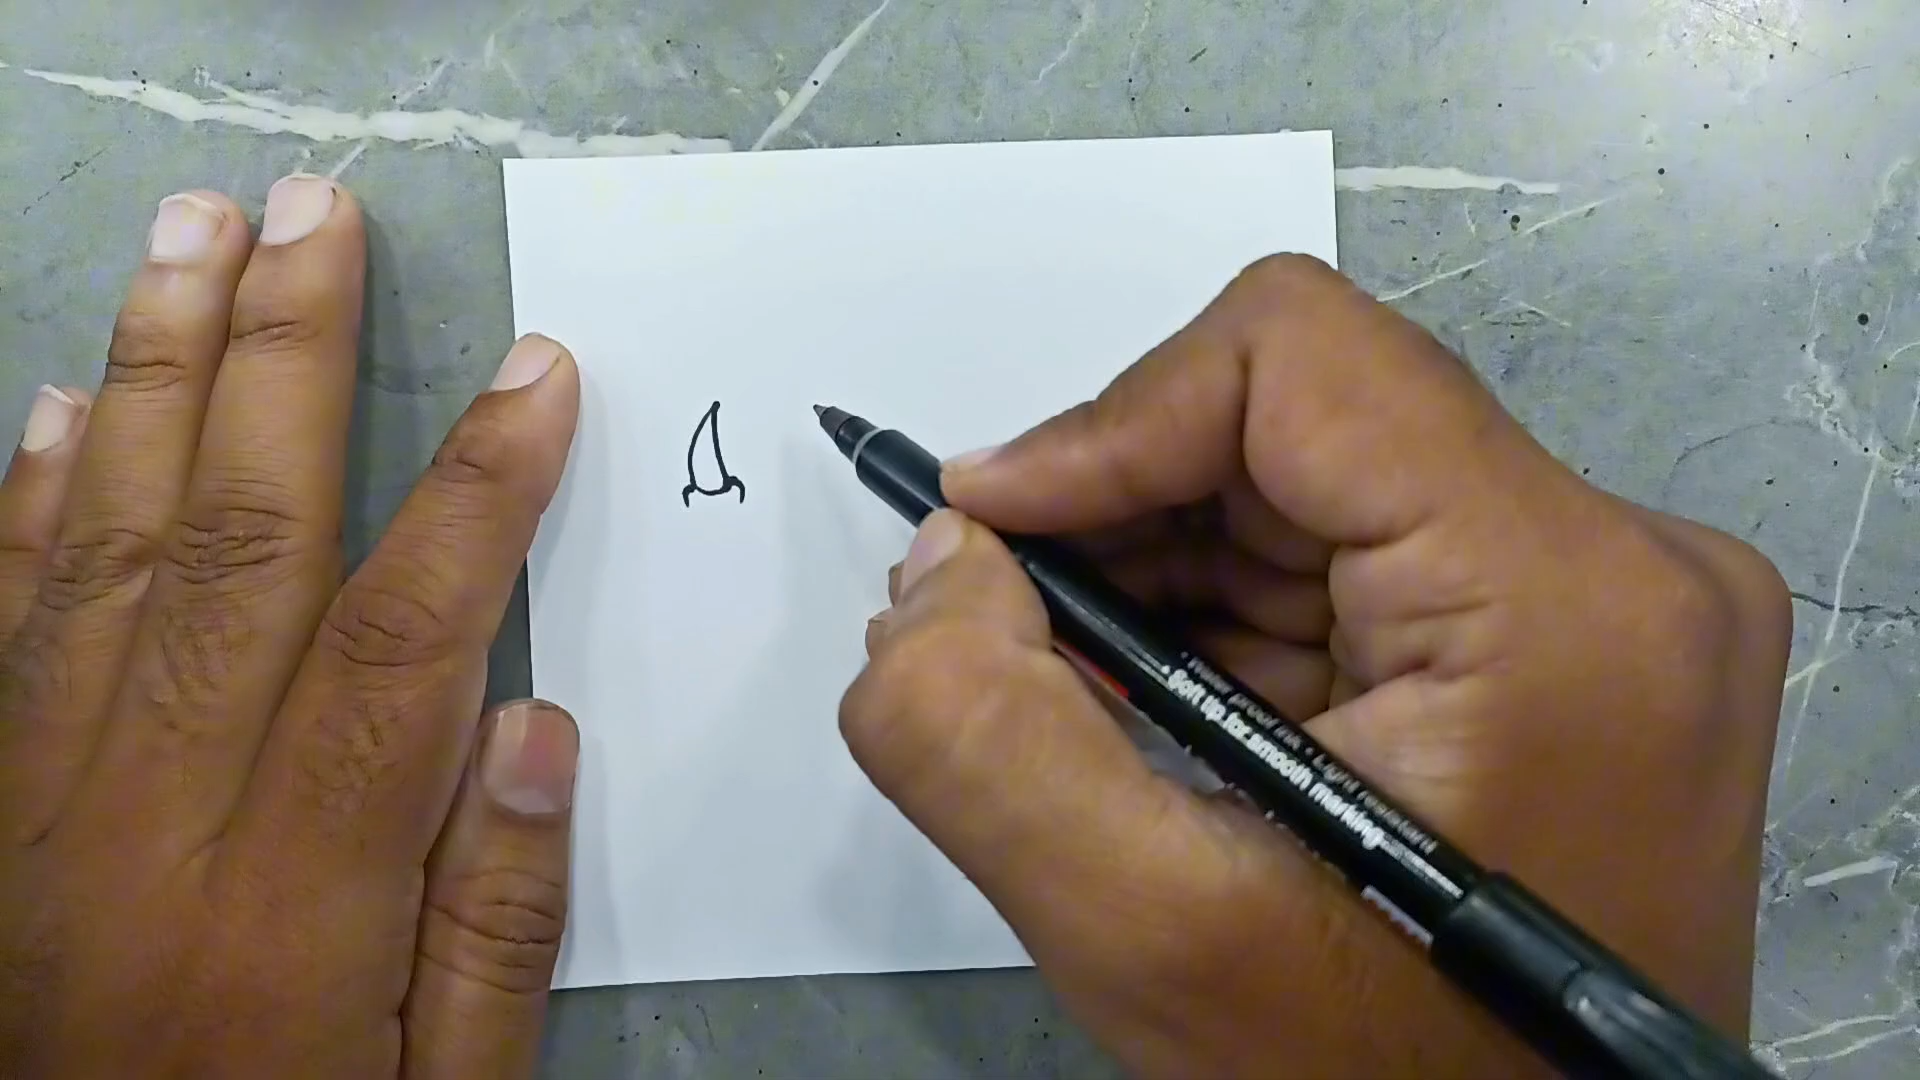 • Water proof ink • Light resistant
• Soft tip for smooth marking